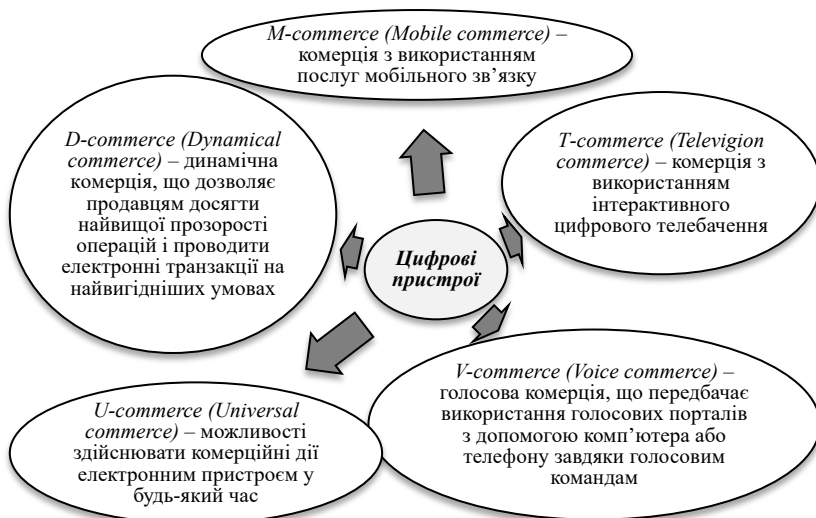 M-commerce (Mobile commerce) –
комерція з використанням
послуг мобільного зв’язку
D-commerce (Dynamical
commerce) – динамічна
комерція, що дозволяє
продавцям досягти
найвищої прозорості
операцій і проводити
електронні транзакції на
найвигідніших умовах
T-commerce (Televigion
commerce) – комерція з
використанням
інтерактивного
цифрового телебачення
Цифрові
пристрої
U-commerce (Universal
commerce) – можливості
здійснювати комерційні дії
електронним пристроєм у
будь-який час
V-commerce (Voice commerce) –
голосова комерція, що передбачає
використання голосових порталів
з допомогою комп’ютера або
телефону завдяки голосовим
командам